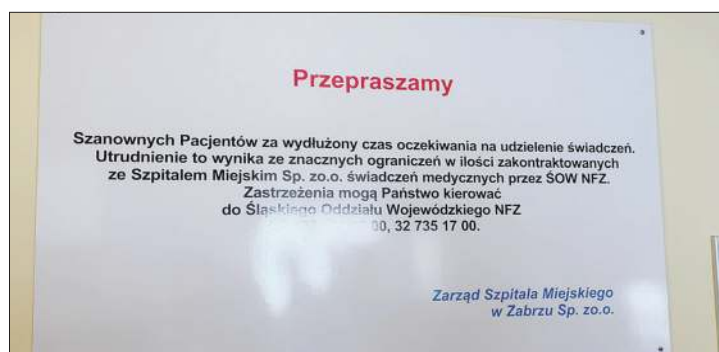 Przepraszamy
Szanownych Pacjentów za wydłużony czas oczekiwania na udzielenie świadczeń.
Utrudnienie to wynika ze znacznych ograniczeń w ilości zakontraktowanych
ze Szpitalem Miejskim Sp. zo.o. świadczeń medycznych przez ŚOW NFZ.
Zastrzeżenia mogą Państwo kierować
do Śląskiego Oddziału Wojewódzkiego NFZ
00, 32 735 17 00.
Zarząd Szpitala Miejskiego
w Zabrzu Sp. zo.o.